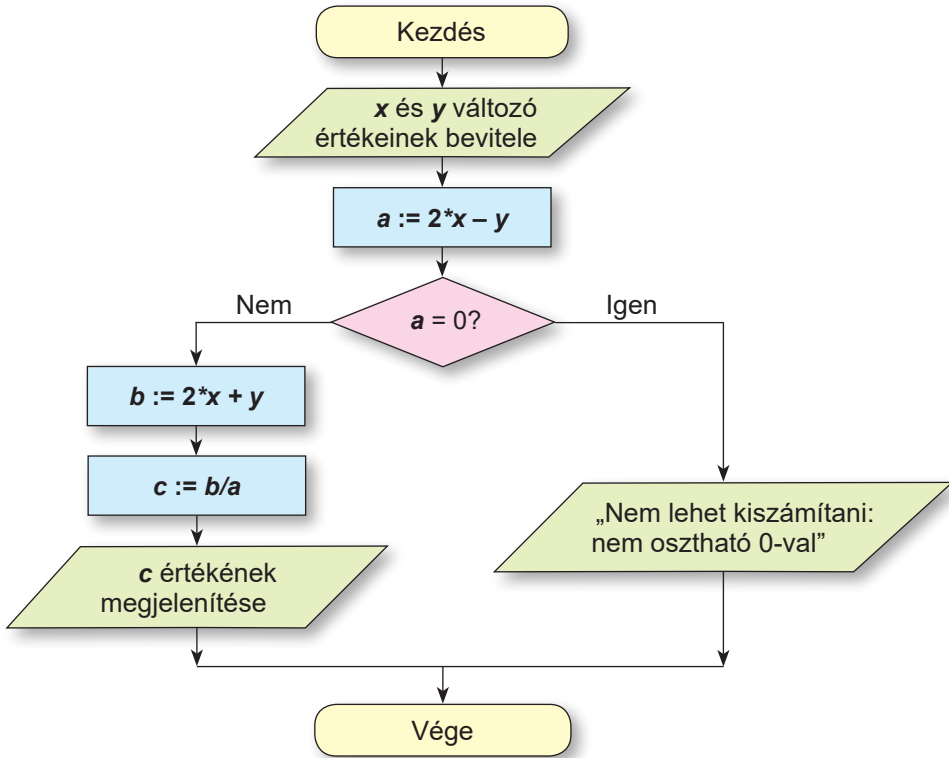 Kezdés
x és y változó
értékeinek bevitele
a := 2*x – y
a = 0?
Nem
Igen
b := 2*x + y
c := b/a
c értékének
megjelenítése
„Nem lehet kiszámítani:
nem osztható 0-val”
Vége